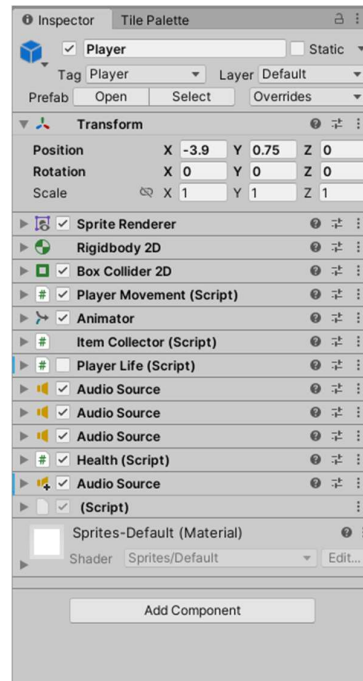 Inspector Tile Palette
Player Static
Tag Player Layer Default
Prefab Open Select Overrides
Transform
Position X -3.9 Y 0.75 Z 0
Rotation X 0 Y 0 Z 0
Scale X 1 Y 1 Z 1
Sprite Renderer
Rigidbody 2D
Box Collider 2D
# Player Movement (Script)
Animator
# Item Collector (Script)
# Player Life (Script)
Audio Source
Audio Source
Audio Source
# Health (Script)
Audio Source
(Script)
Sprites-Default (Material)
Shader Sprites/Default Edit...
Add Component